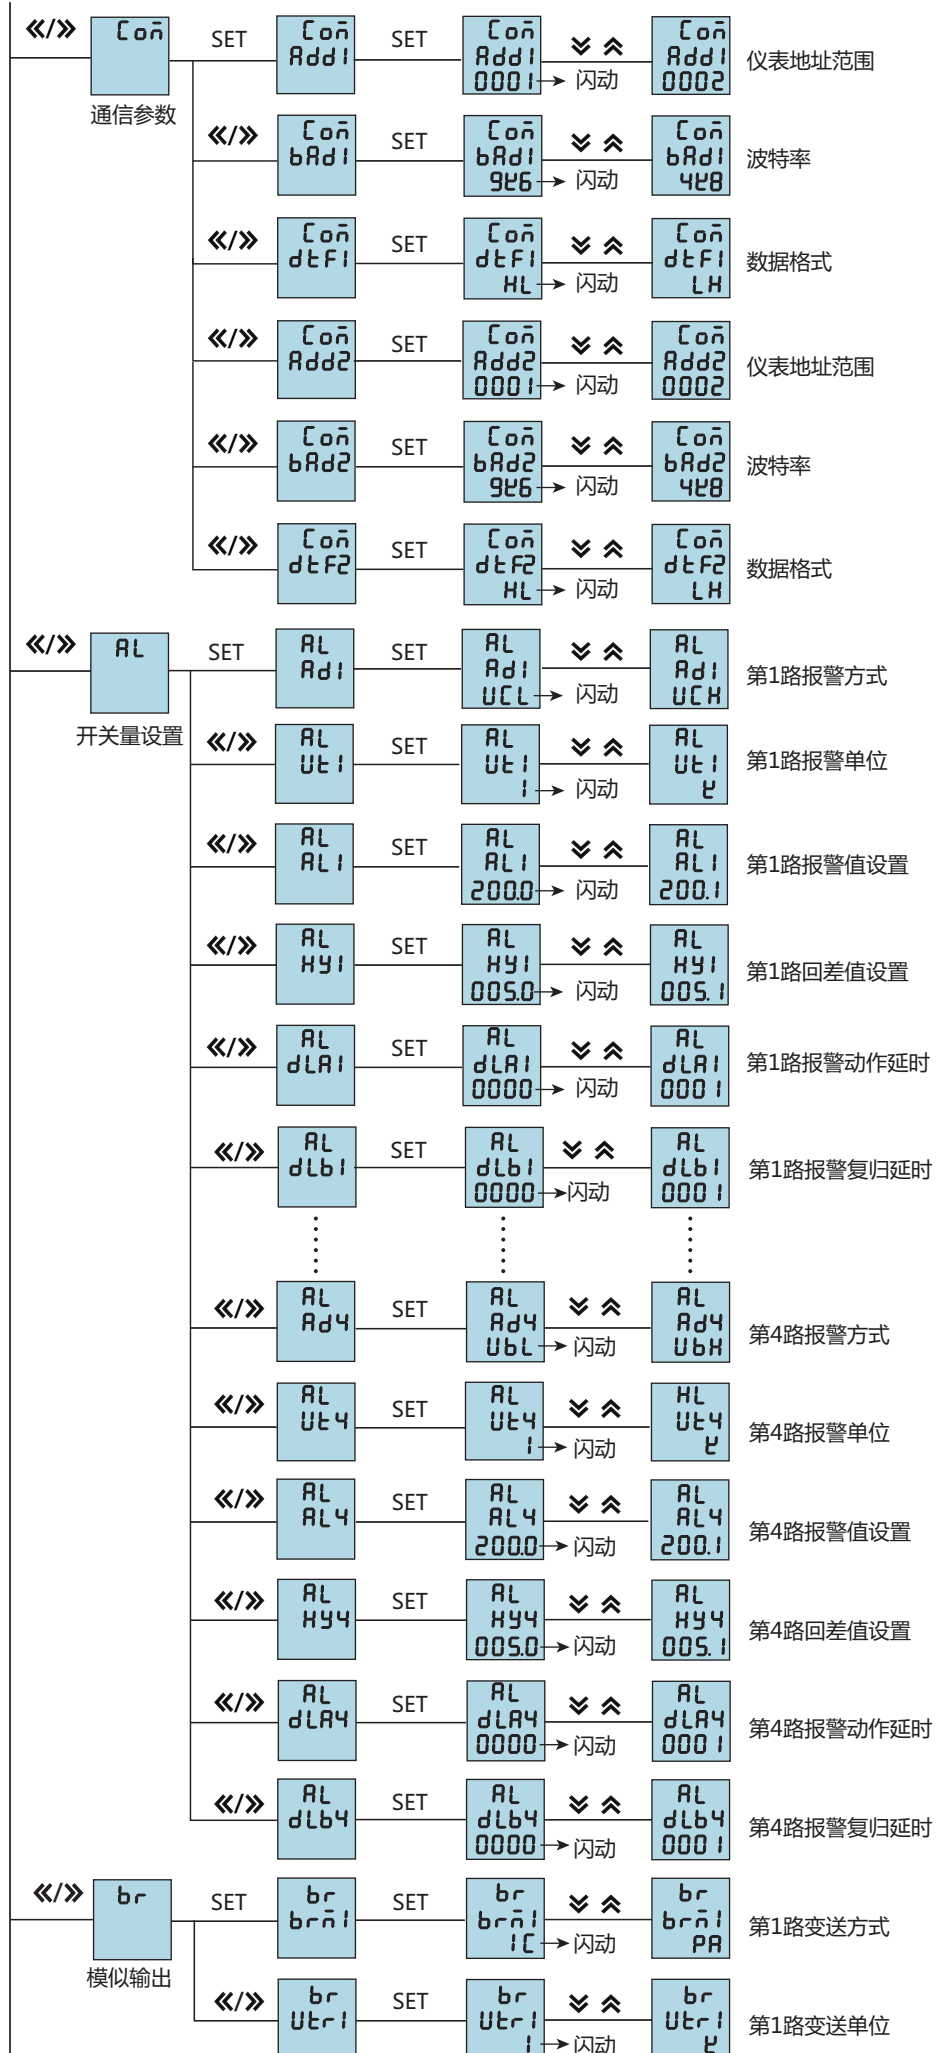 《/》 Con SET Con Add1 SET Con Add1 0001 闪动 Con Add1 0002 仪表地址范围
通信参数
《/》 Con bAd1 SET Con bAd1 9K6 闪动 Con bAd1 4K8 波特率
《/》 Con dtF1 SET Con dtF1 HL 闪动 Con dtF1 LH 数据格式
《/》 Con Add2 SET Con Add2 0001 闪动 Con Add2 0002 仪表地址范围
《/》 Con bAd2 SET Con bAd2 9K6 闪动 Con bAd2 4K8 波特率
《/》 Con dtF2 SET Con dtF2 HL 闪动 Con dtF2 LH 数据格式
《/》 AL SET AL Ad1 SET AL Ad1 UCL 闪动 AL Ad1 UCH 第1路报警方式
开关量设置
《/》 AL Ut1 SET AL Ut1 1 闪动 AL Ut1 K 第1路报警单位
《/》 AL AL1 SET AL AL1 200.0 闪动 AL AL1 200.1 第1路报警值设置
《/》 AL HY1 SET AL HY1 005.0 闪动 AL HY1 005.1 第1路回差值设置
《/》 AL dLA1 SET AL dLA1 0000 闪动 AL dLA1 0001 第1路报警动作延时
《/》 AL dLb1 SET AL dLb1 0000 闪动 AL dLb1 0001 第1路报警复归延时
《/》 AL Ad4 SET AL Ad4 UbL 闪动 AL Ad4 UbH 第4路报警方式
《/》 AL Ut4 SET AL Ut4 1 闪动 HL Ut4 K 第4路报警单位
《/》 AL AL4 SET AL AL4 200.0 闪动 AL AL4 200.1 第4路报警值设置
《/》 AL HY4 SET AL HY4 005.0 闪动 AL HY4 005.1 第4路回差值设置
《/》 AL dLA4 SET AL dLA4 0000 闪动 AL dLA4 0001 第4路报警动作延时
《/》 AL dLb4 SET AL dLb4 0000 闪动 AL dLb4 0001 第4路报警复归延时
《/》 br SET br brn1 SET br brn1 1C 闪动 br brn1 PA 第1路变送方式
模似输出
《/》 br Utr1 SET br Utr1 1 闪动 br Utr1 K 第1路变送单位